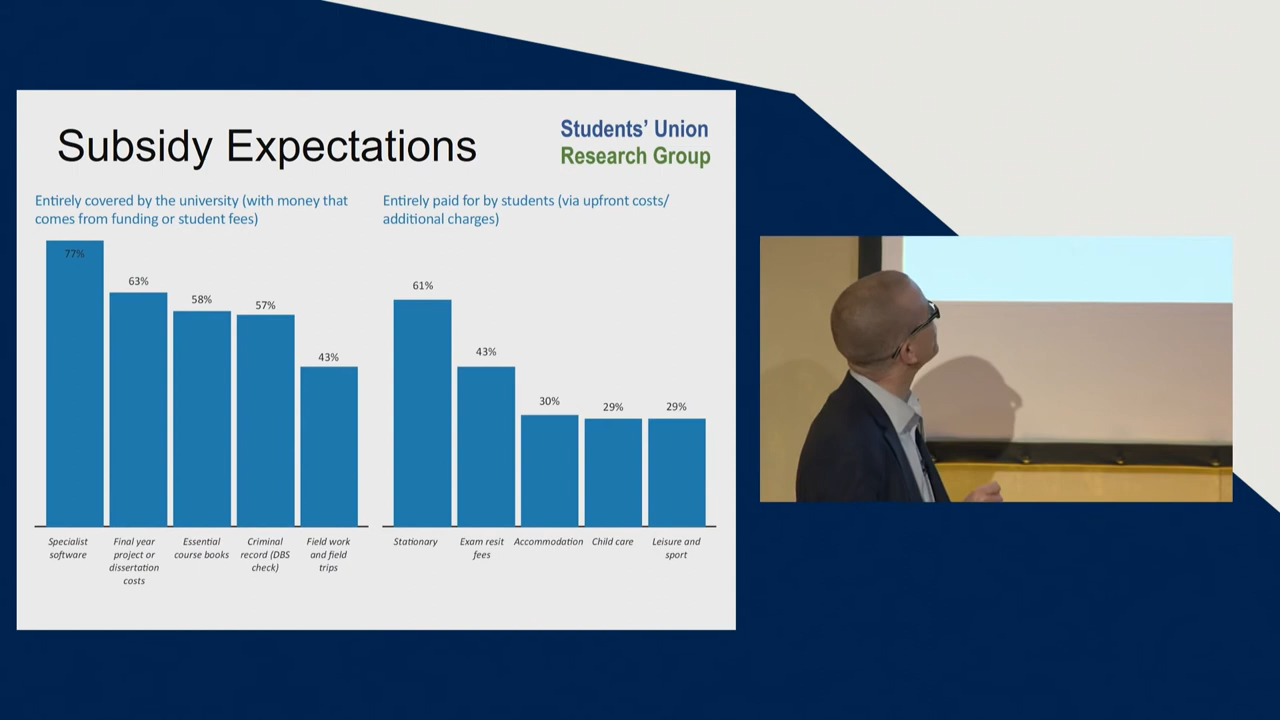 Subsidy Expectations
Students' Union
Research Group
Entirely covered by the university (with money that
comes from funding or student fees)
77%
63%
58%
57%
43%
Specialist
software
Final year
project or
dissertation
costs
Essential
course books
Criminal
record (DBS
check)
Field work
and field
trips
Entirely paid for by students (via upfront costs/
additional charges)
61%
43%
30%
29%
29%
Stationary
Exam resit
fees
Accommodation
Child care
Leisure and
sport